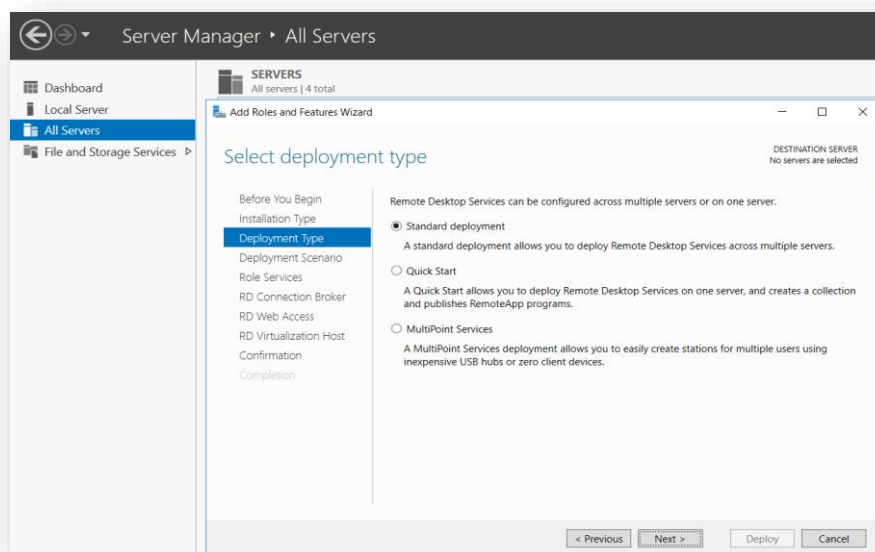 Server Manager ‣ All Servers
Dashboard
Local Server
All Servers
File and Storage Services
SERVERS
All servers | 4 total
Add Roles and Features Wizard
Select deployment type
DESTINATION SERVER
No servers are selected
Before You Begin
Installation Type
Deployment Type
Deployment Scenario
Role Services
RD Connection Broker
RD Web Access
RD Virtualization Host
Confirmation
Completion
Remote Desktop Services can be configured across multiple servers or on one server.
Standard deployment
A standard deployment allows you to deploy Remote Desktop Services across multiple servers.
Quick Start
A Quick Start allows you to deploy Remote Desktop Services on one server, and creates a collection
and publishes RemoteApp programs.
MultiPoint Services
A MultiPoint Services deployment allows you to easily create stations for multiple users using
inexpensive USB hubs or zero client devices.
< Previous
Next >
Deploy
Cancel